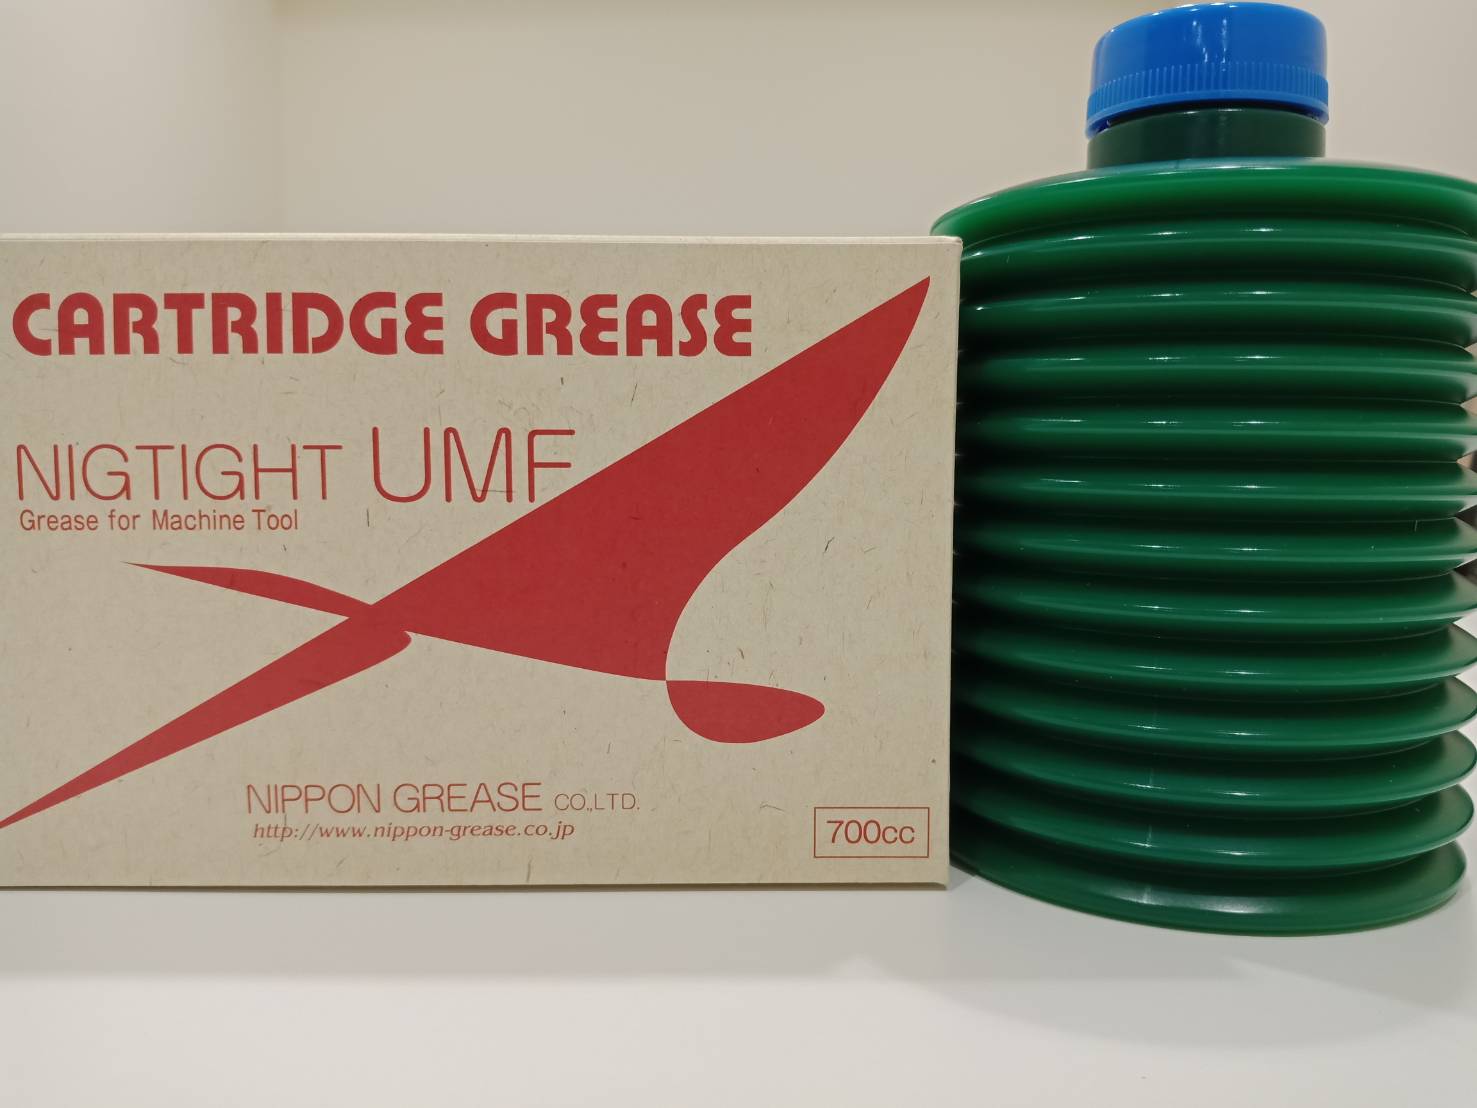 CARTRIDGE GREASE
NIGTIGHT UMF
Grease for Machine Tool
NIPPON GREASE CO.,LTD.
http://www.nippon-grease.co.jp
700cc